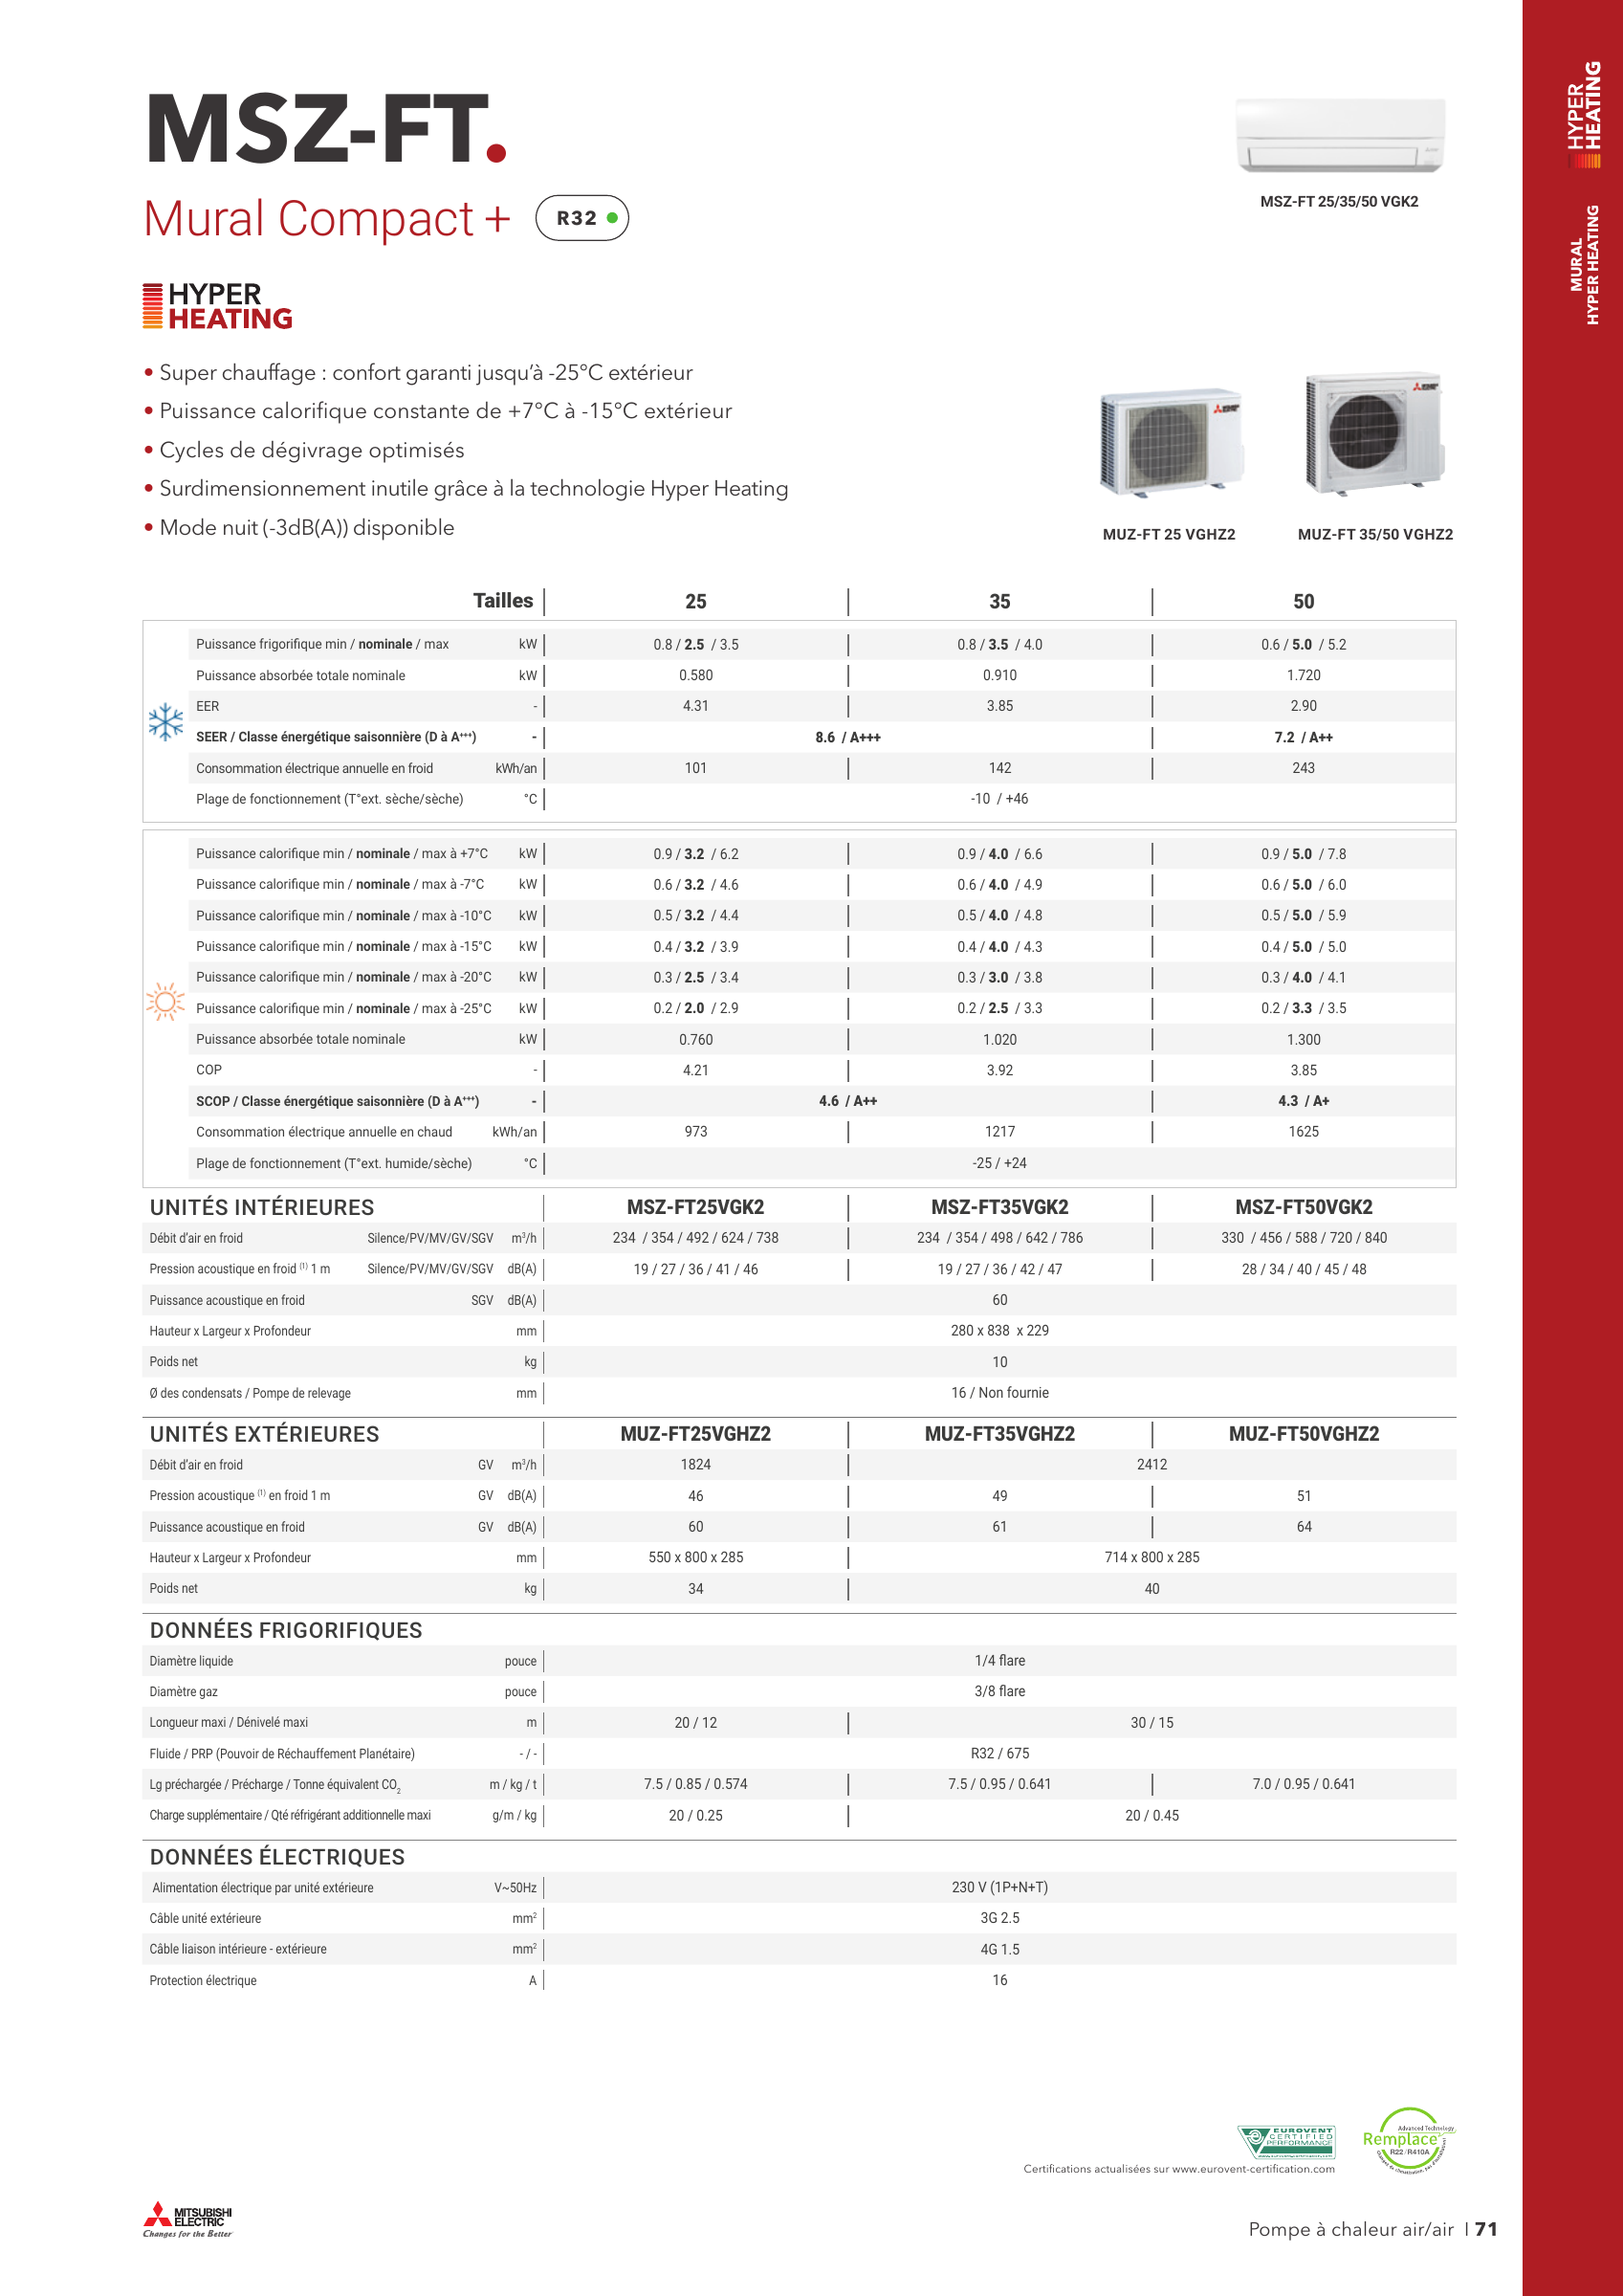 MSZ-FT.
Mural Compact + R32
HYPER
HEATING
• Super chauffage : confort garanti jusqu’à -25°C extérieur
• Puissance calorifique constante de +7°C à -15°C extérieur
• Cycles de dégivrage optimisés
• Surdimensionnement inutile grâce à la technologie Hyper Heating
• Mode nuit (-3dB(A)) disponible
MSZ-FT 25/35/50 VGK2
MUZ-FT 25 VGHZ2 MUZ-FT 35/50 VGHZ2
HYPER
HEATING
MURAL
HYPER HEATING
Tailles 25 35 50
Puissance frigorifique min / nominale / max kW 0.8 / 2.5 / 3.5 0.8 / 3.5 / 4.0 0.6 / 5.0 / 5.2
Puissance absorbée totale nominale kW 0.580 0.910 1.720
EER - 4.31 3.85 2.90
SEER / Classe énergétique saisonnière (D à A+++) - 8.6 / A+++ 7.2 / A++
Consommation électrique annuelle en froid kWh/an 101 142 243
Plage de fonctionnement (T°ext. sèche/sèche) °C -10 / +46
Puissance calorifique min / nominale / max à +7°C kW 0.9 / 3.2 / 6.2 0.9 / 4.0 / 6.6 0.9 / 5.0 / 7.8
Puissance calorifique min / nominale / max à -7°C kW 0.6 / 3.2 / 4.6 0.6 / 4.0 / 4.9 0.6 / 5.0 / 6.0
Puissance calorifique min / nominale / max à -10°C kW 0.5 / 3.2 / 4.4 0.5 / 4.0 / 4.8 0.5 / 5.0 / 5.9
Puissance calorifique min / nominale / max à -15°C kW 0.4 / 3.2 / 3.9 0.4 / 4.0 / 4.3 0.4 / 5.0 / 5.0
Puissance calorifique min / nominale / max à -20°C kW 0.3 / 2.5 / 3.4 0.3 / 3.0 / 3.8 0.3 / 4.0 / 4.1
Puissance calorifique min / nominale / max à -25°C kW 0.2 / 2.0 / 2.9 0.2 / 2.5 / 3.3 0.2 / 3.3 / 3.5
Puissance absorbée totale nominale kW 0.760 1.020 1.300
COP - 4.21 3.92 3.85
SCOP / Classe énergétique saisonnière (D à A+++) - 4.6 / A++ 4.3 / A+
Consommation électrique annuelle en chaud kWh/an 973 1217 1625
Plage de fonctionnement (T°ext. humide/sèche) °C -25 / +24
UNITÉS INTÉRIEURES MSZ-FT25VGK2 MSZ-FT35VGK2 MSZ-FT50VGK2
Débit d’air en froid Silence/PV/MV/GV/SGV m³/h 234 / 354 / 492 / 624 / 738 234 / 354 / 498 / 642 / 786 330 / 456 / 588 / 720 / 840
Pression acoustique en froid (1) 1 m Silence/PV/MV/GV/SGV dB(A) 19 / 27 / 36 / 41 / 46 19 / 27 / 36 / 42 / 47 28 / 34 / 40 / 45 / 48
Puissance acoustique en froid SGV dB(A) 60
Hauteur x Largeur x Profondeur mm 280 x 838 x 229
Poids net kg 10
Ø des condensats / Pompe de relevage mm 16 / Non fournie
UNITÉS EXTÉRIEURES MUZ-FT25VGHZ2 MUZ-FT35VGHZ2 MUZ-FT50VGHZ2
Débit d’air en froid GV m³/h 1824 2412
Pression acoustique (1) en froid 1 m GV dB(A) 46 49 51
Puissance acoustique en froid GV dB(A) 60 61 64
Hauteur x Largeur x Profondeur mm 550 x 800 x 285 714 x 800 x 285
Poids net kg 34 40
DONNÉES FRIGORIFIQUES
Diamètre liquide pouce 1/4 flare
Diamètre gaz pouce 3/8 flare
Longueur maxi / Dénivelé maxi m 20 / 12 30 / 15
Fluide / PRP (Pouvoir de Réchauffement Planétaire) - / - R32 / 675
Lg préchargée / Précharge / Tonne équivalent CO₂ m / kg / t 7.5 / 0.85 / 0.574 7.5 / 0.95 / 0.641 7.0 / 0.95 / 0.641
Charge supplémentaire / Qté réfrigérant additionnelle maxi g/m / kg 20 / 0.25 20 / 0.45
DONNÉES ÉLECTRIQUES
Alimentation électrique par unité extérieure V~50Hz 230 V (1P+N+T)
Câble unité extérieure mm² 3G 2.5
Câble liaison intérieure - extérieure mm² 4G 1.5
Protection électrique A 16
EUROVENT
CERTIFIED
PERFORMANCE
Advanced Technology
Remplace
R22 / R410A
Certifications actualisées sur www.eurovent-certification.com
MITSUBISHI
ELECTRIC
Changes for the Better
Pompe à chaleur air/air | 71